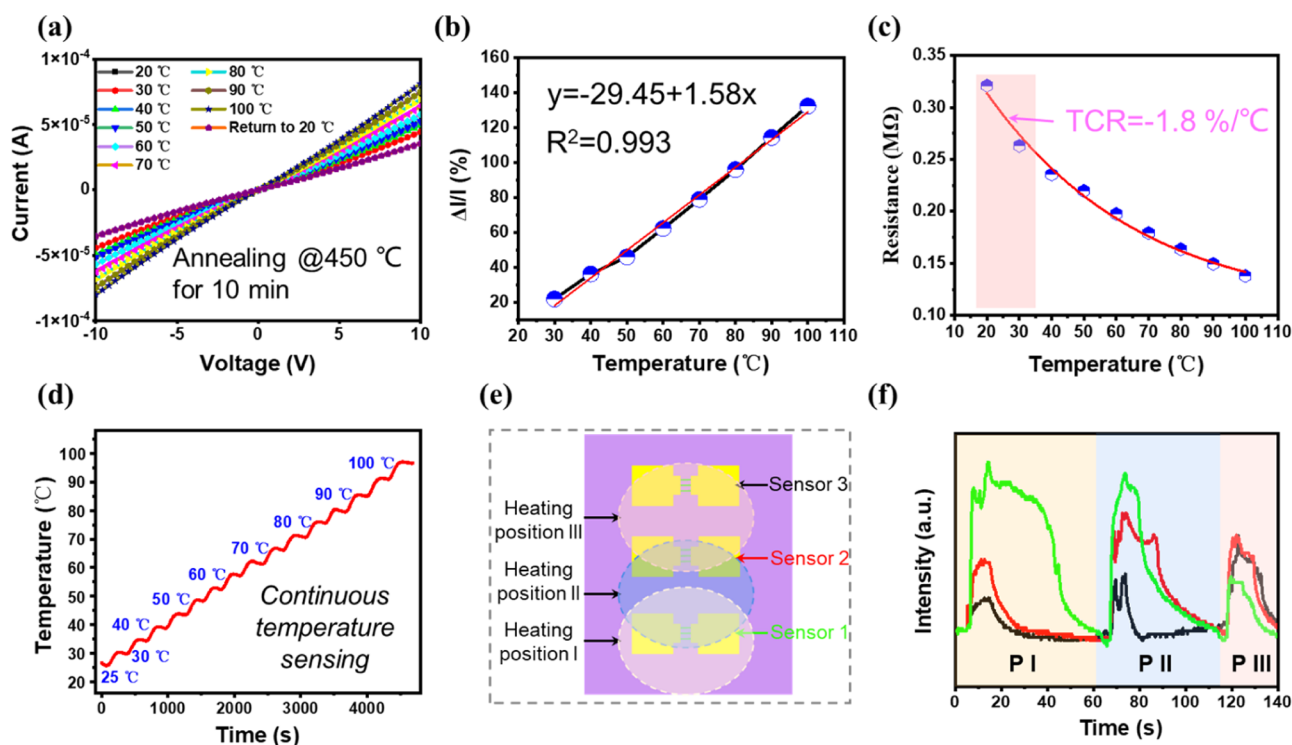 (a)
1×10-4
5×10-5
0
-5×10-5
-1×10-4
Current (A)
20 ℃
30 ℃
40 ℃
50 ℃
60 ℃
70 ℃
80 ℃
90 ℃
100 ℃
Return to 20 ℃
Annealing @450 ℃
for 10 min
-10 -5 0 5 10
Voltage (V)
(b)
160
140
120
100
80
60
40
20
ΔI/I (%)
y=-29.45+1.58x
R2=0.993
20 30 40 50 60 70 80 90 100 110
Temperature (℃)
(c)
0.35
0.30
0.25
0.20
0.15
0.10
Resistance (MΩ)
TCR=-1.8 %/℃
10 20 30 40 50 60 70 80 90 100 110
Temperature (℃)
(d)
100
90
80
70
60
50
40
30
20
Temperature (℃)
100 ℃
90 ℃
80 ℃
70 ℃
60 ℃
50 ℃
40 ℃
30 ℃
25 ℃
Continuous
temperature
sensing
0 1000 2000 3000 4000
Time (s)
(e)
Heating
position III
Heating
position II
Heating
position I
Sensor 3
Sensor 2
Sensor 1
(f)
Intensity (a.u.)
P I
P II
P III
0 20 40 60 80 100 120 140
Time (s)